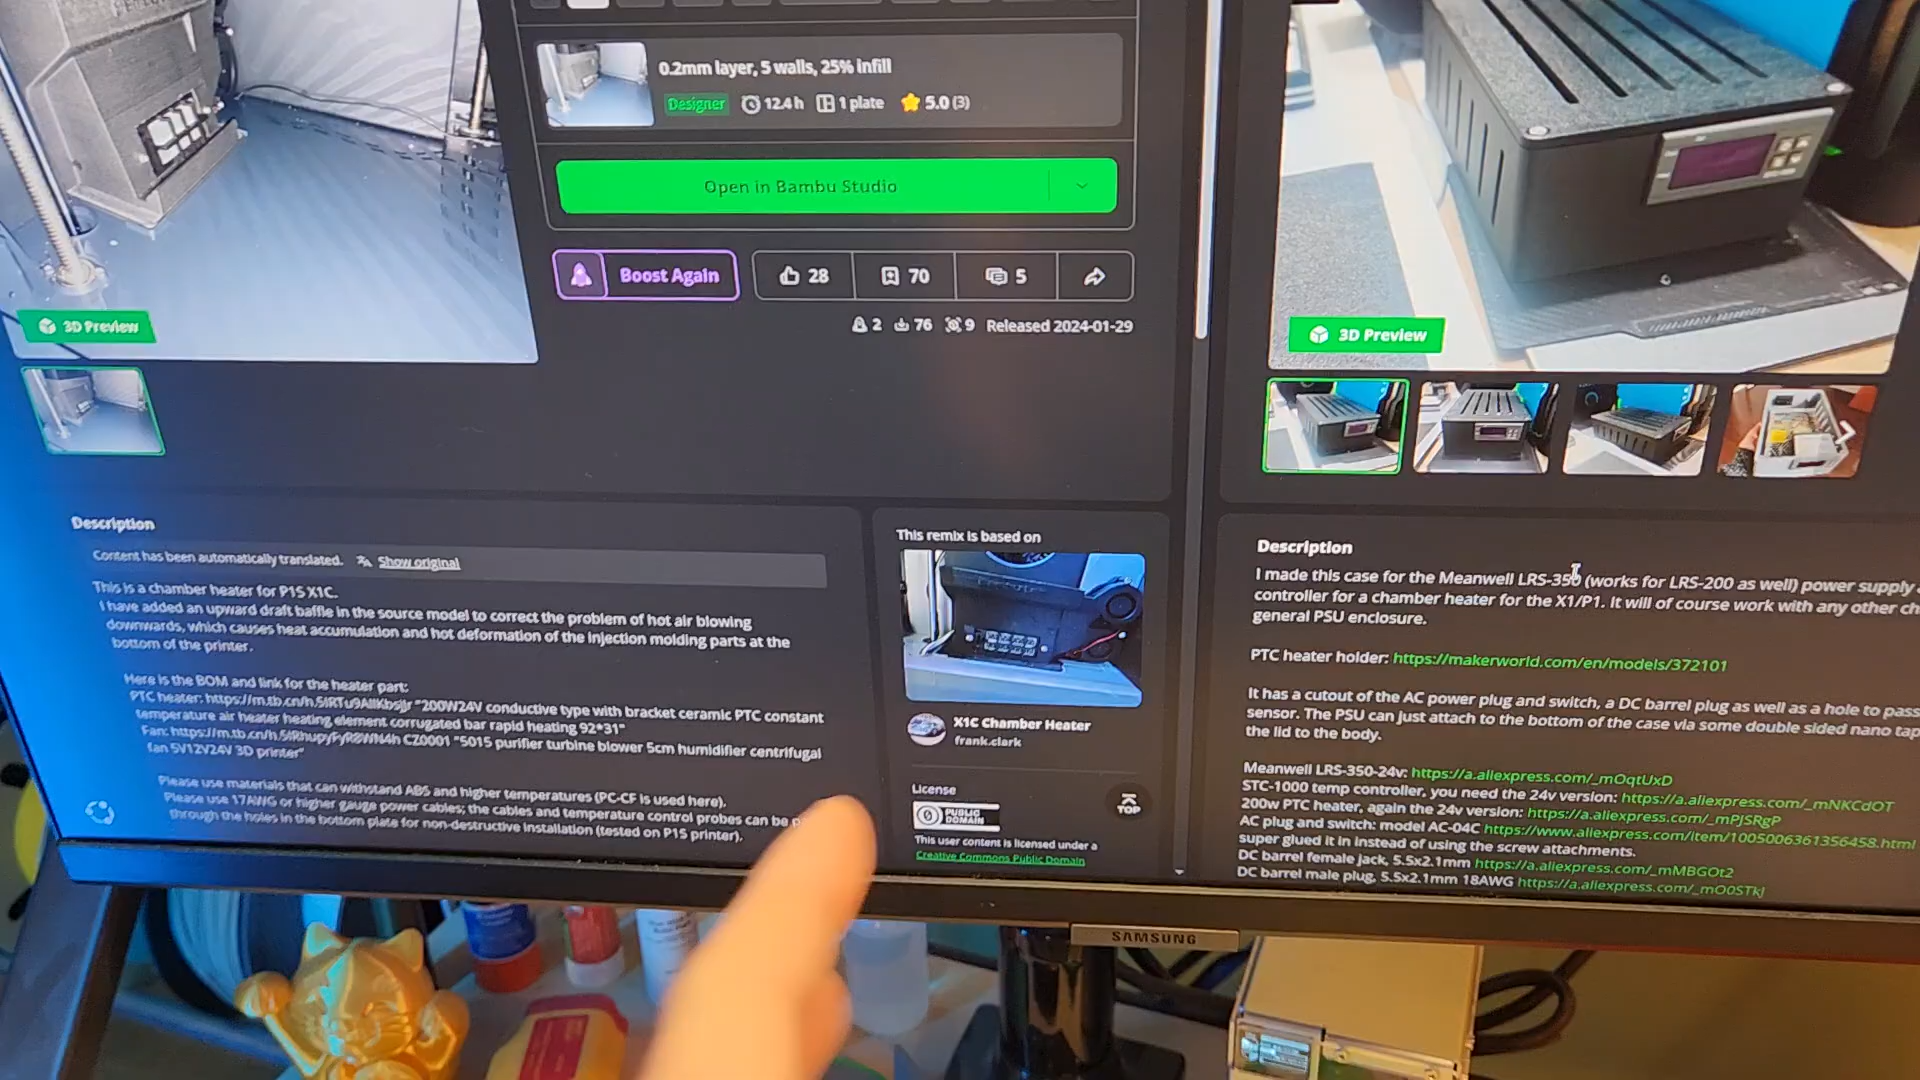 0.2mm layer, 5 walls, 25% infill
Designer 12.4 h 1 plate 5.0 (3)
Open in Bambu Studio
Boost Again 28 70 5
2 76 9 Released 2024-01-29
3D Preview
Description
Content has been automatically translated. Show original
This is a chamber heater for P1S X1C.
I have added an upward draft baffle in the source model to correct the problem of hot air blowing
downwards, which causes heat accumulation and hot deformation of the injection molding parts at the
bottom of the printer.
Here is the BOM and link for the heater part:
PTC heater: "200W24V conductive type with bracket ceramic PTC constant
temperature air heater heating element corrugated bar rapid heating 92*31"
Fan: CZ0001 "5015 purifier turbine blower 5cm humidifier centrifugal
fan 5V12V24V 3D printer"
Please use materials that can withstand ABS and higher temperatures (PC-CF is used here).
Please use 17AWG or higher gauge power cables; the cables and temperature control probes can be
through the holes in the bottom plate for non-destructive installation (tested on P1S printer).
This remix is based on
X1C Chamber Heater
frank.clark
License
PUBLIC
DOMAIN
TOP
This user content is licensed under a
Creative Commons Public Domain
3D Preview
Description
I made this case for the Meanwell LRS-350 (works for LRS-200 as well) power supply
controller for a chamber heater for the X1/P1. It will of course work with any other
general PSU enclosure.
PTC heater holder: https://makerworld.com/en/models/372101
It has a cutout of the AC power plug and switch, a DC barrel plug as well as a hole to pass
sensor. The PSU can just attach to the bottom of the case via some double sided nano
the lid to the body.
Meanwell LRS-350-24v: https://a.aliexpress.com/_mOqtUxD
STC-1000 temp controller, you need the 24v version: https://a.aliexpress.com/_mNKCdOT
200w PTC heater, again the 24v version: https://a.aliexpress.com/_mPJSRgP
AC plug and switch: model AC-04C https://www.aliexpress.com/item/1005006361356458.html
super glued it in instead of using the screw attachments.
DC barrel female jack, 5.5x2.1mm https://a.aliexpress.com/_mMBGOt2
DC barrel male plug, 5.5x2.1mm 18AWG https://a.aliexpress.com/_mO0STkJ
SAMSUNG